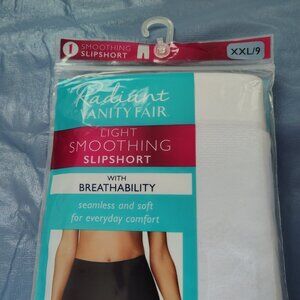 1
SMOOTHING
SLIPSHORT
XXL/9
Radiant
VANITY FAIR
LIGHT
SMOOTHING
SLIPSHORT
WITH
BREATHABILITY
seamless and soft
for everyday comfort